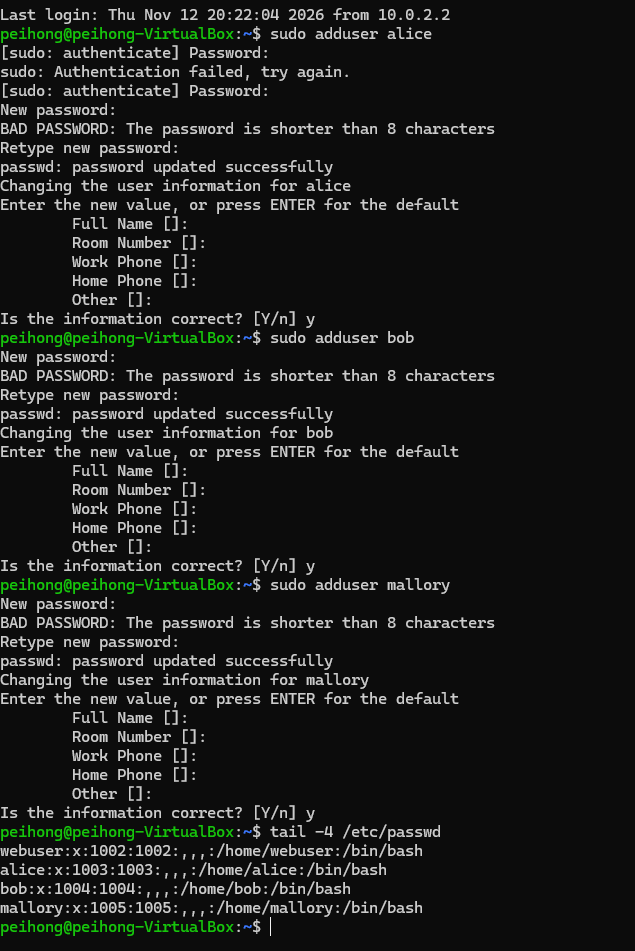 Last login: Thu Nov 12 20:22:04 2026 from 10.0.2.2
peihong@peihong-VirtualBox:~$ sudo adduser alice
[sudo: authenticate] Password:
sudo: Authentication failed, try again.
[sudo: authenticate] Password:
New password:
BAD PASSWORD: The password is shorter than 8 characters
Retype new password:
passwd: password updated successfully
Changing the user information for alice
Enter the new value, or press ENTER for the default
        Full Name []:
        Room Number []:
        Work Phone []:
        Home Phone []:
        Other []:
Is the information correct? [Y/n] y
peihong@peihong-VirtualBox:~$ sudo adduser bob
New password:
BAD PASSWORD: The password is shorter than 8 characters
Retype new password:
passwd: password updated successfully
Changing the user information for bob
Enter the new value, or press ENTER for the default
        Full Name []:
        Room Number []:
        Work Phone []:
        Home Phone []:
        Other []:
Is the information correct? [Y/n] y
peihong@peihong-VirtualBox:~$ sudo adduser mallory
New password:
BAD PASSWORD: The password is shorter than 8 characters
Retype new password:
passwd: password updated successfully
Changing the user information for mallory
Enter the new value, or press ENTER for the default
        Full Name []:
        Room Number []:
        Work Phone []:
        Home Phone []:
        Other []:
Is the information correct? [Y/n] y
peihong@peihong-VirtualBox:~$ tail -4 /etc/passwd
webuser:x:1002:1002:,,,:/home/webuser:/bin/bash
alice:x:1003:1003:,,,:/home/alice:/bin/bash
bob:x:1004:1004:,,,:/home/bob:/bin/bash
mallory:x:1005:1005:,,,:/home/mallory:/bin/bash
peihong@peihong-VirtualBox:~$